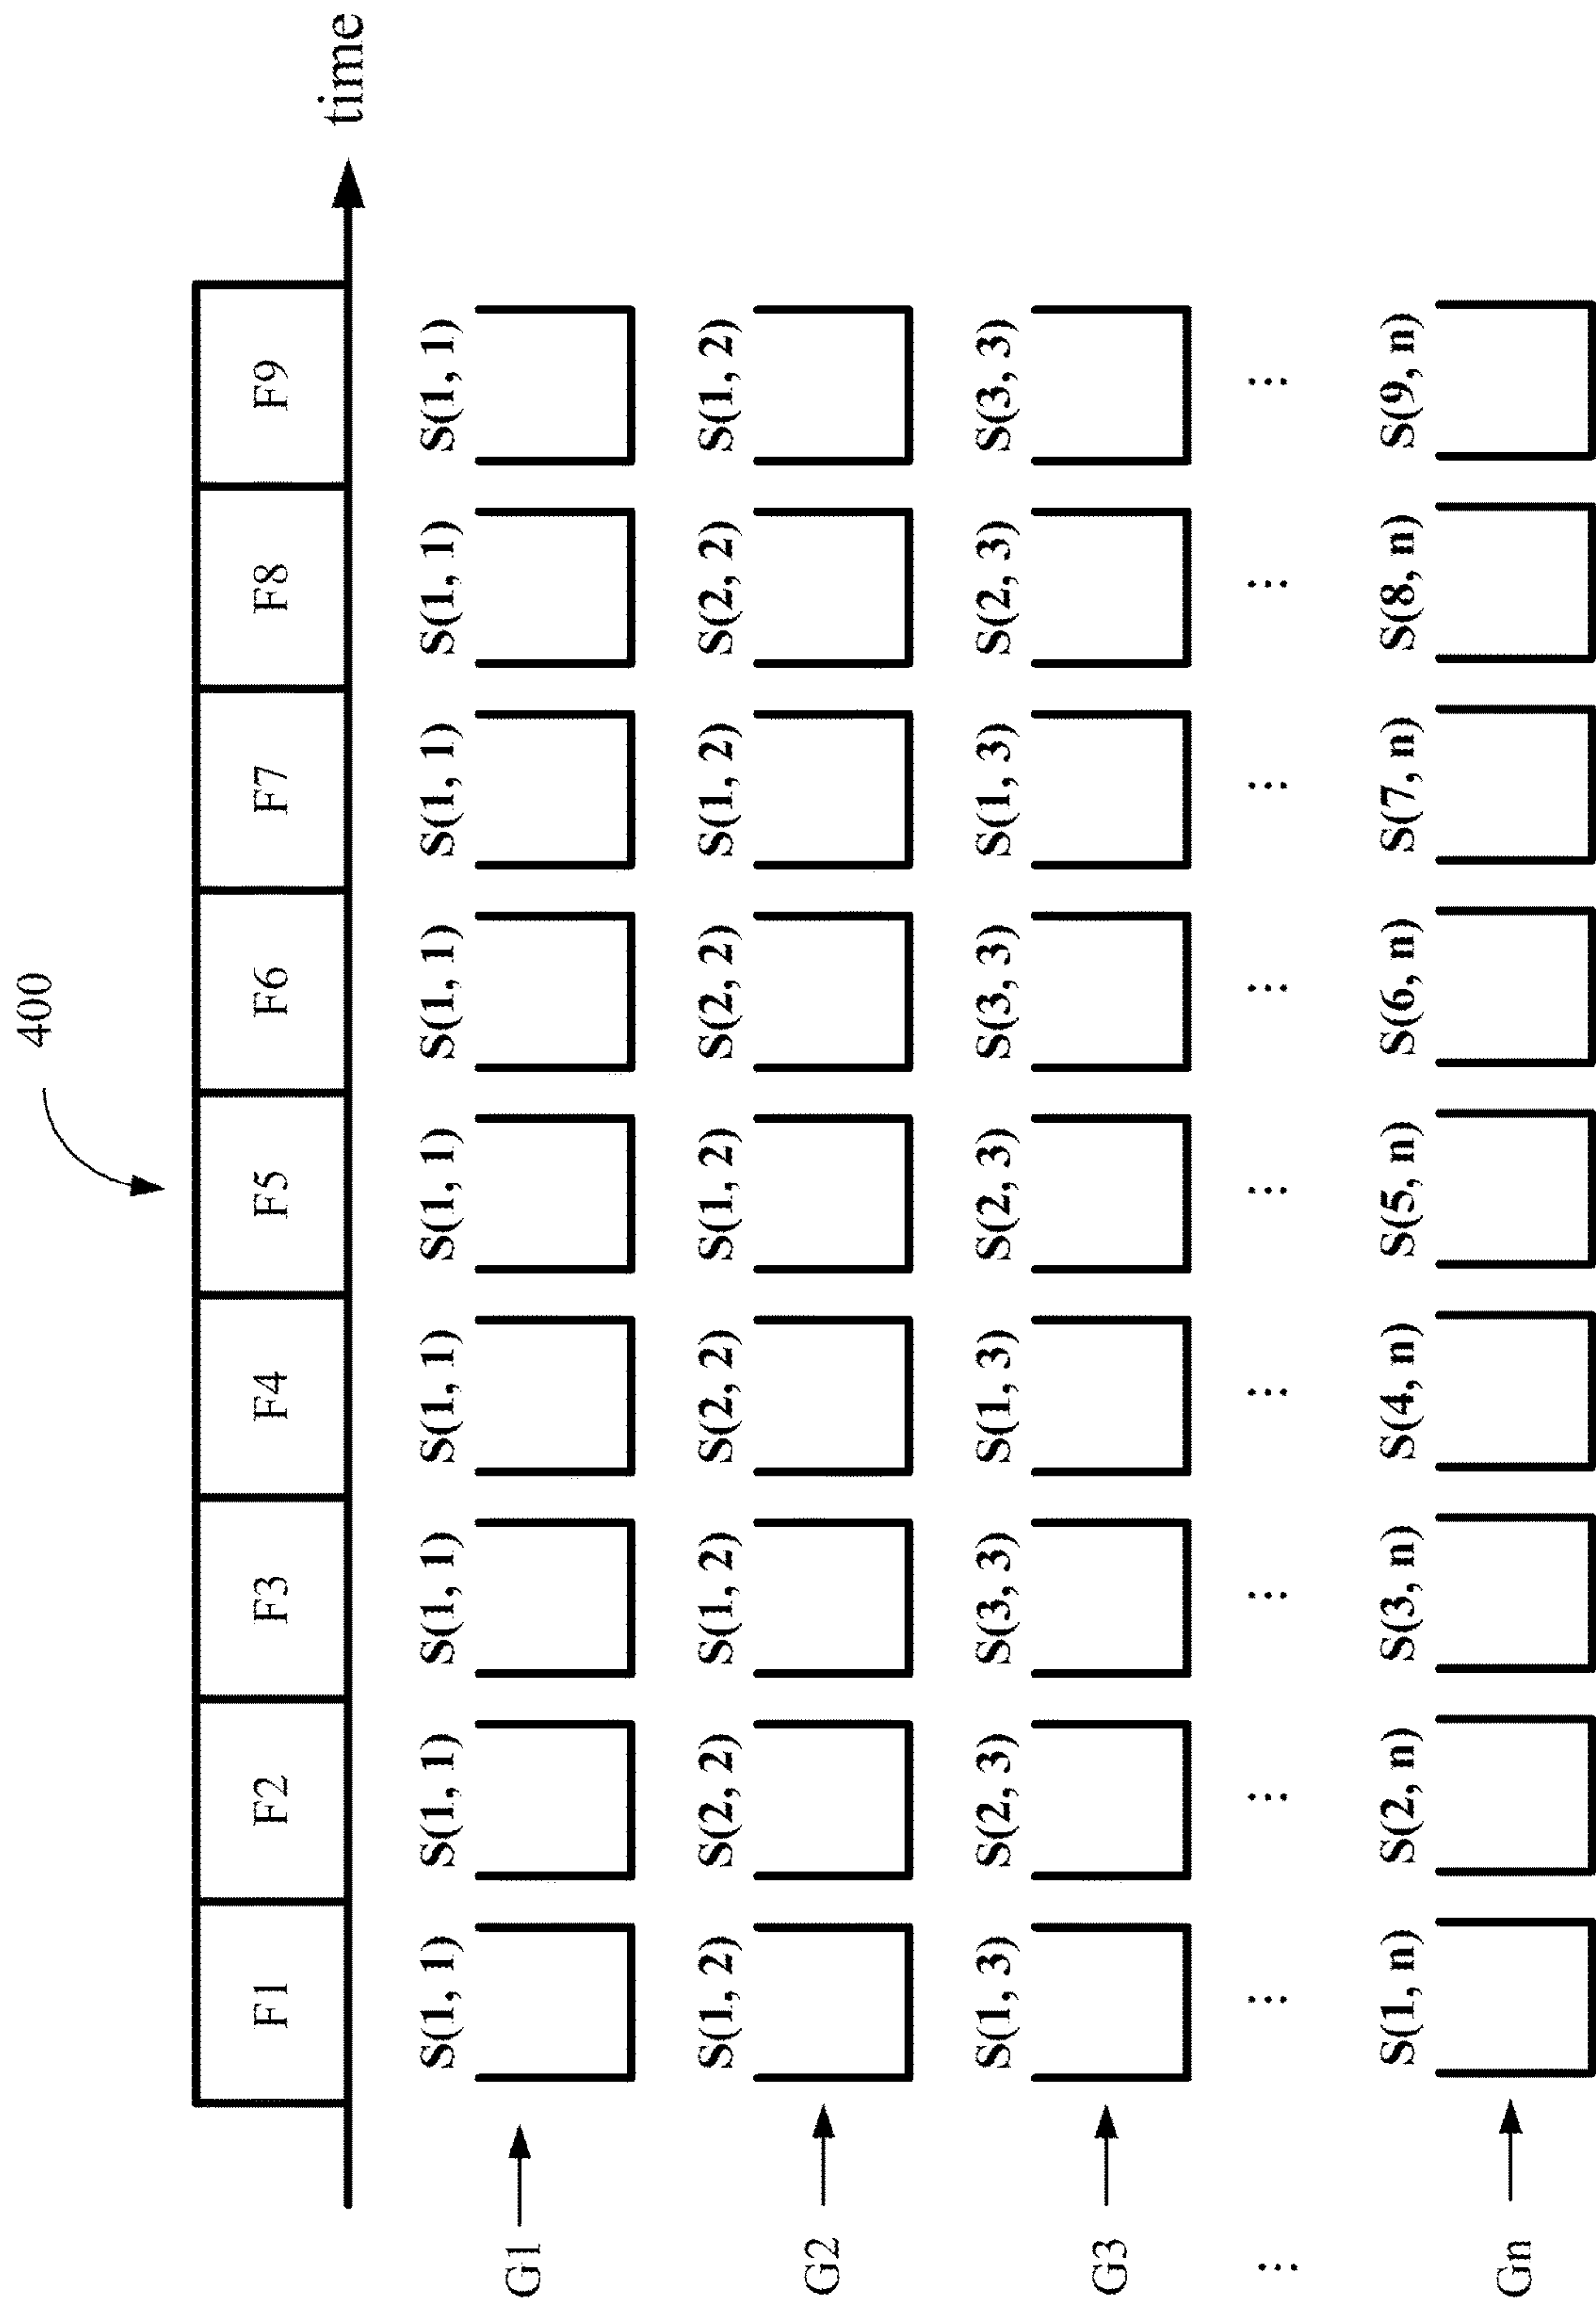 400
F1 F2 F3 F4 F5 F6 F7 F8 F9
time
G1 S(1, 1) S(1, 1) S(1, 1) S(1, 1) S(1, 1) S(1, 1) S(1, 1) S(1, 1) S(1, 1)
G2 S(1, 2) S(2, 2) S(1, 2) S(2, 2) S(1, 2) S(2, 2) S(1, 2) S(2, 2) S(1, 2)
G3 S(1, 3) S(2, 3) S(3, 3) S(1, 3) S(2, 3) S(3, 3) S(1, 3) S(2, 3) S(3, 3)
⋮ ⋮ ⋮ ⋮ ⋮ ⋮ ⋮ ⋮ ⋮ ⋮
Gn S(1, n) S(2, n) S(3, n) S(4, n) S(5, n) S(6, n) S(7, n) S(8, n) S(9, n)